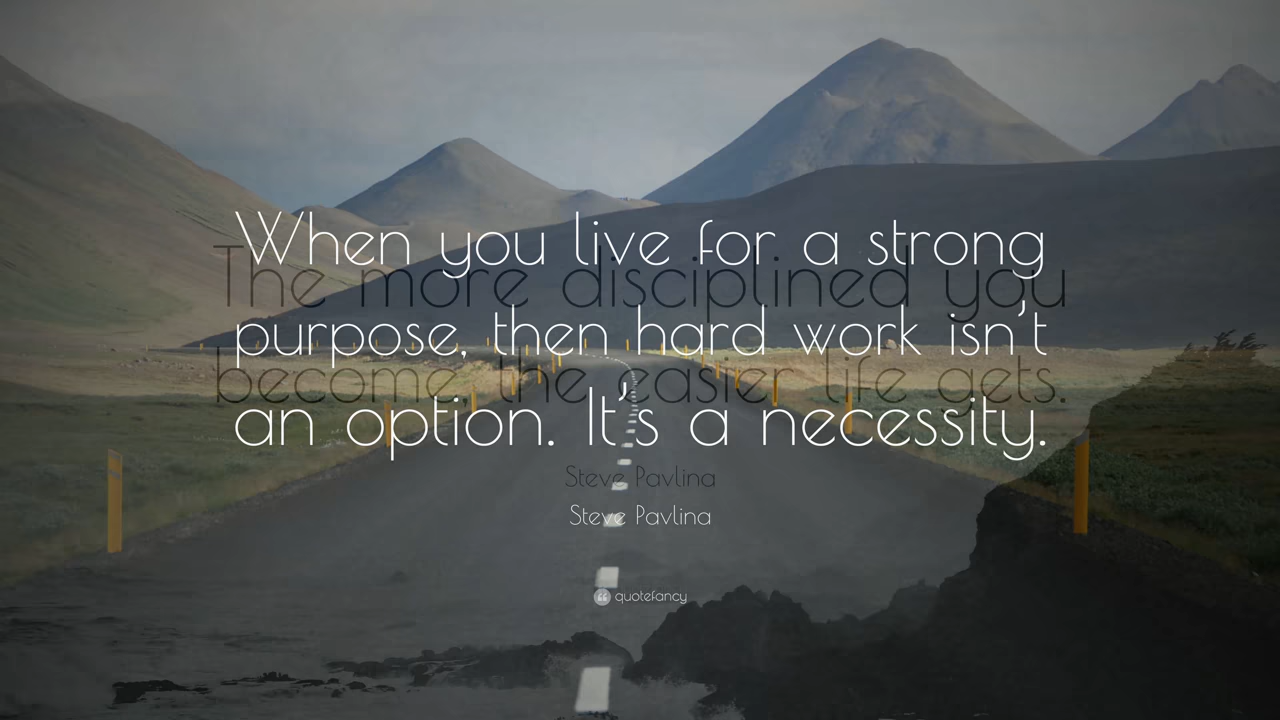 When you live for a strong
purpose, then hard work isn't
an option. It's a necessity.
Steve Pavlina
The more disciplined you
become, the easier life gets.
Steve Pavlina
quotefancy